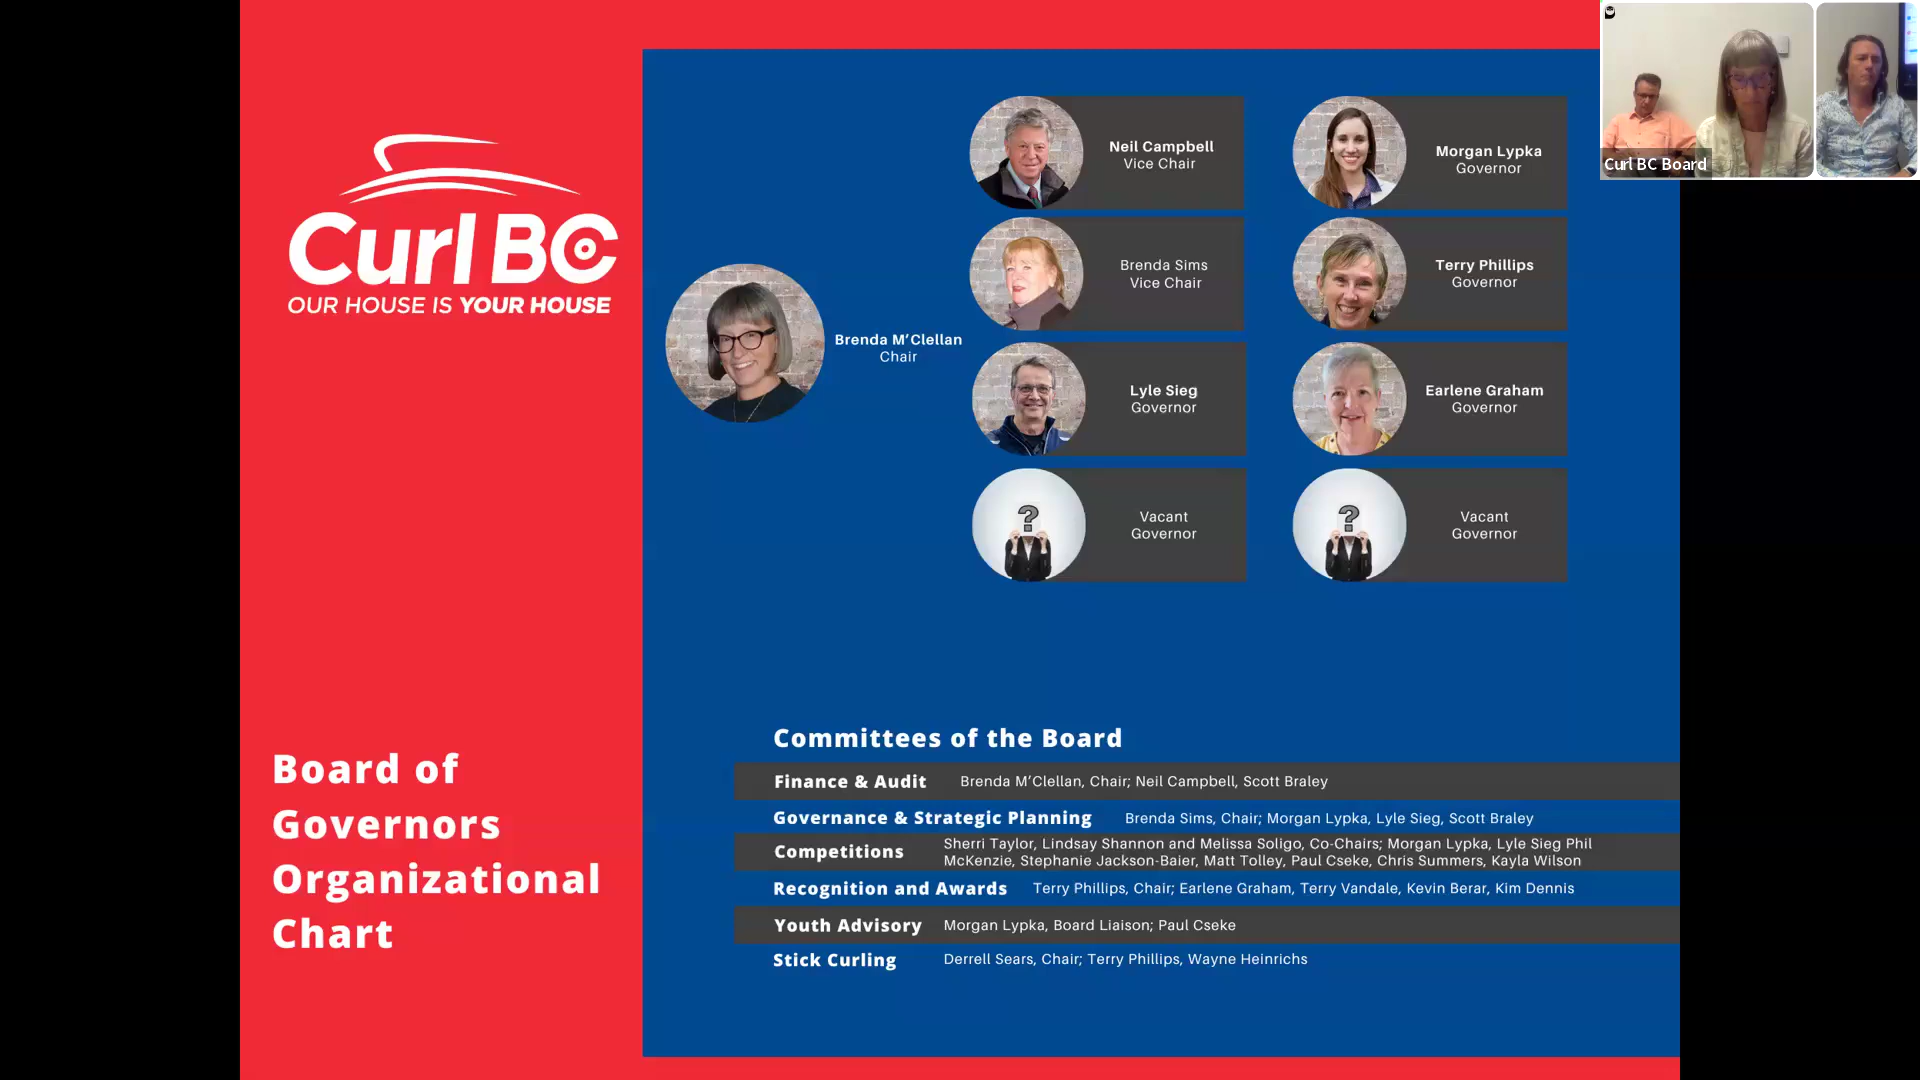 Curl BC
OUR HOUSE IS YOUR HOUSE
Board of
Governors
Organizational
Chart
Brenda M’Clellan
Chair
Neil Campbell
Vice Chair
Brenda Sims
Vice Chair
Lyle Sieg
Governor
Vacant
Governor
Morgan Lypka
Governor
Terry Phillips
Governor
Earlene Graham
Governor
Vacant
Governor
?
?
Committees of the Board
Finance & Audit Brenda M’Clellan, Chair; Neil Campbell, Scott Braley
Governance & Strategic Planning Brenda Sims, Chair; Morgan Lypka, Lyle Sieg, Scott Braley
Competitions Sherri Taylor, Lindsay Shannon and Melissa Soligo, Co-Chairs; Morgan Lypka, Lyle Sieg Phil
McKenzie, Stephanie Jackson-Baier, Matt Tolley, Paul Cseke, Chris Summers, Kayla Wilson
Recognition and Awards Terry Phillips, Chair; Earlene Graham, Terry Vandale, Kevin Berar, Kim Dennis
Youth Advisory Morgan Lypka, Board Liaison; Paul Cseke
Stick Curling Derrell Sears, Chair; Terry Phillips, Wayne Heinrichs
Curl BC Board